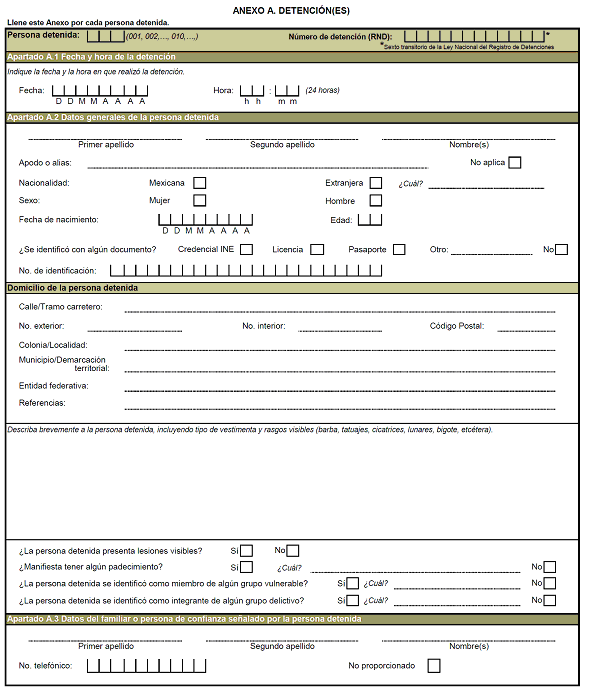 ANEXO A. DETENCIÓN(ES)
Llene este Anexo por cada persona detenida.
Persona detenida: (001, 002,..., 010,...,) Número de detención (RND): *
*Sexto transitorio de la Ley Nacional del Registro de Detenciones
Apartado A.1 Fecha y hora de la detención
Indique la fecha y la hora en que realizó la detención.
Fecha: Hora: : (24 horas)
D D M M A A A A h h m m
Apartado A.2 Datos generales de la persona detenida
Primer apellido Segundo apellido Nombre(s)
Apodo o alias: No aplica
Nacionalidad: Mexicana Extranjera ¿Cuál?
Sexo: Mujer Hombre
Fecha de nacimiento: Edad:
D D M M A A A A
¿Se identificó con algún documento? Credencial INE Licencia Pasaporte Otro: No
No. de identificación:
Domicilio de la persona detenida
Calle/Tramo carretero:
No. exterior: No. interior: Código Postal:
Colonia/Localidad:
Municipio/Demarcación
territorial:
Entidad federativa:
Referencias:
Describa brevemente a la persona detenida, incluyendo tipo de vestimenta y rasgos visibles (barba, tatuajes, cicatrices, lunares, bigote, etcétera).
¿La persona detenida presenta lesiones visibles? Sí No
¿Manifiesta tener algún padecimiento? Sí ¿Cuál? No
¿La persona detenida se identificó como miembro de algún grupo vulnerable? Sí ¿Cuál? No
¿La persona detenida se identificó como integrante de algún grupo delictivo? Sí ¿Cuál? No
Apartado A.3 Datos del familiar o persona de confianza señalado por la persona detenida
Primer apellido Segundo apellido Nombre(s)
No. telefónico: No proporcionado